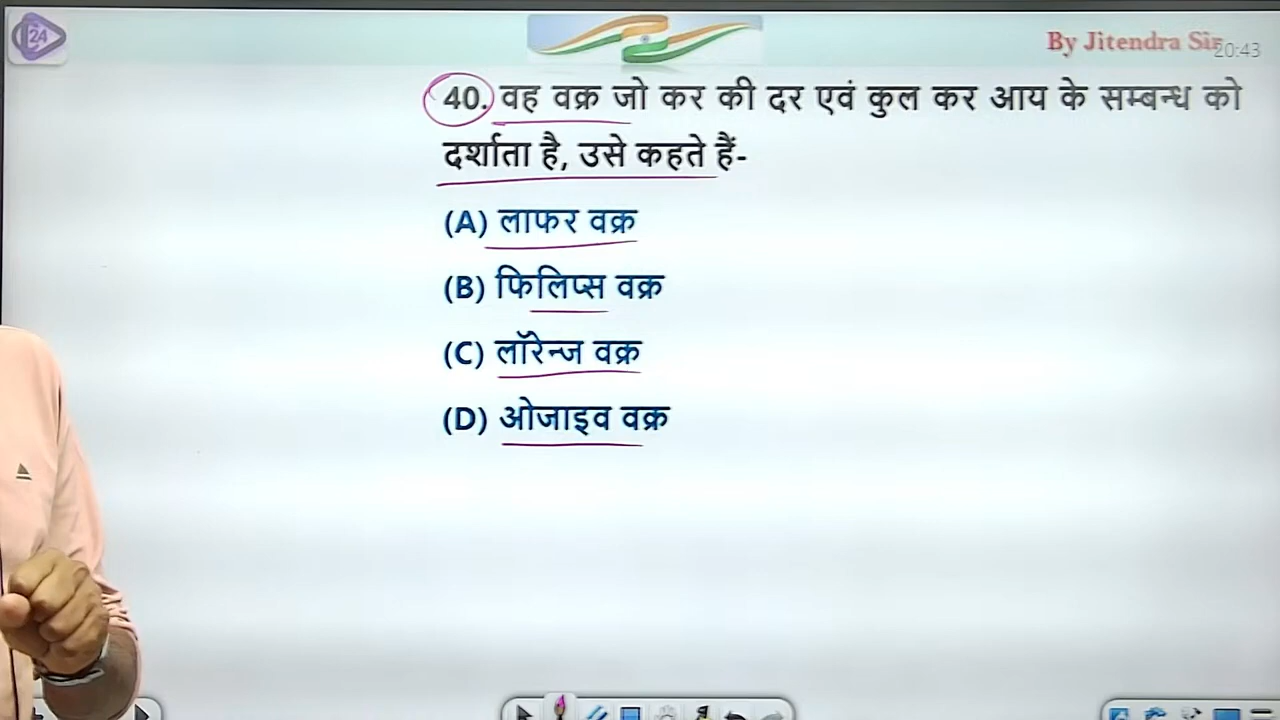 24
By Jitendra Sir
20:43
40. वह वक्र जो कर की दर एवं कुल कर आय के सम्बन्ध को
दर्शाता है, उसे कहते हैं-
(A) लाफर वक्र
(B) फिलिप्स वक्र
(C) लॉरेन्ज वक्र
(D) ओजाइव वक्र